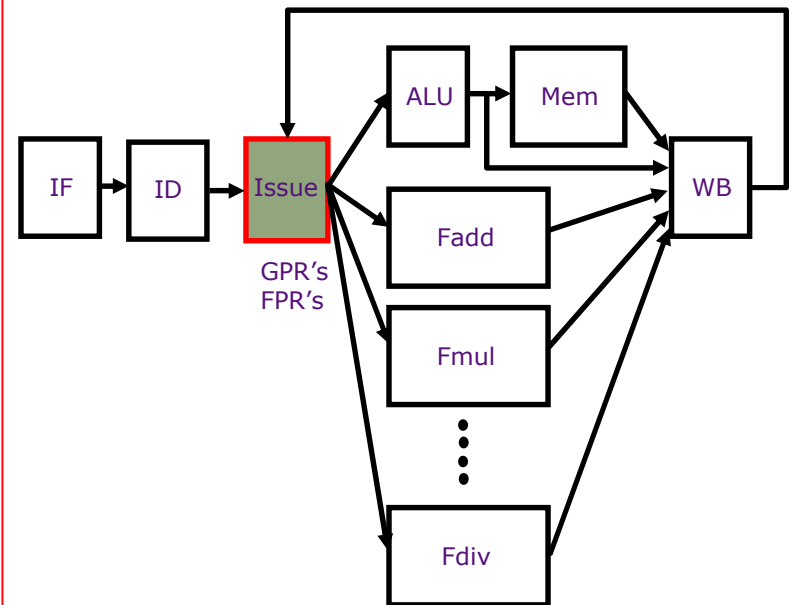 ALU
Mem
IF
ID
Issue
WB
Fadd
GPR's
FPR's
Fmul
Fdiv